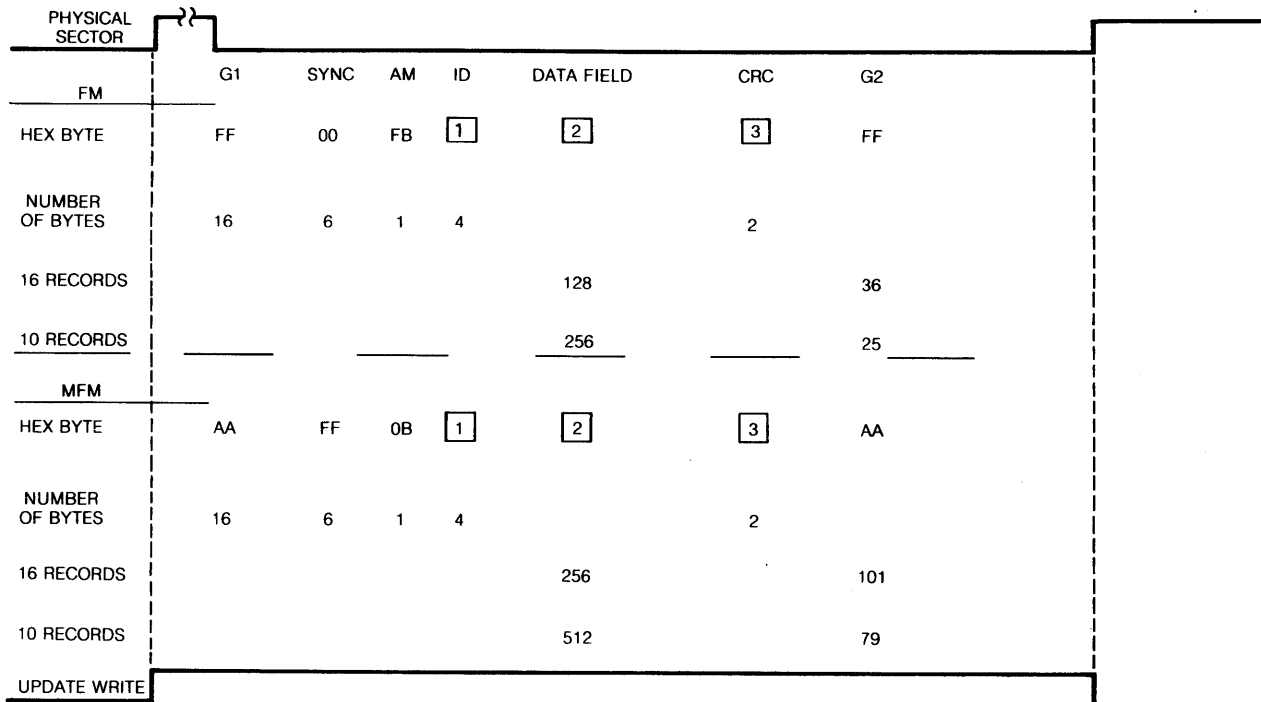 PHYSICAL
SECTOR
G1 SYNC AM ID DATA FIELD CRC G2
FM
HEX BYTE FF 00 FB 1 2 3 FF
NUMBER
OF BYTES 16 6 1 4 2
16 RECORDS 128 36
10 RECORDS 256 25
MFM
HEX BYTE AA FF 0B 1 2 3 AA
NUMBER
OF BYTES 16 6 1 4 2
16 RECORDS 256 101
10 RECORDS 512 79
UPDATE WRITE